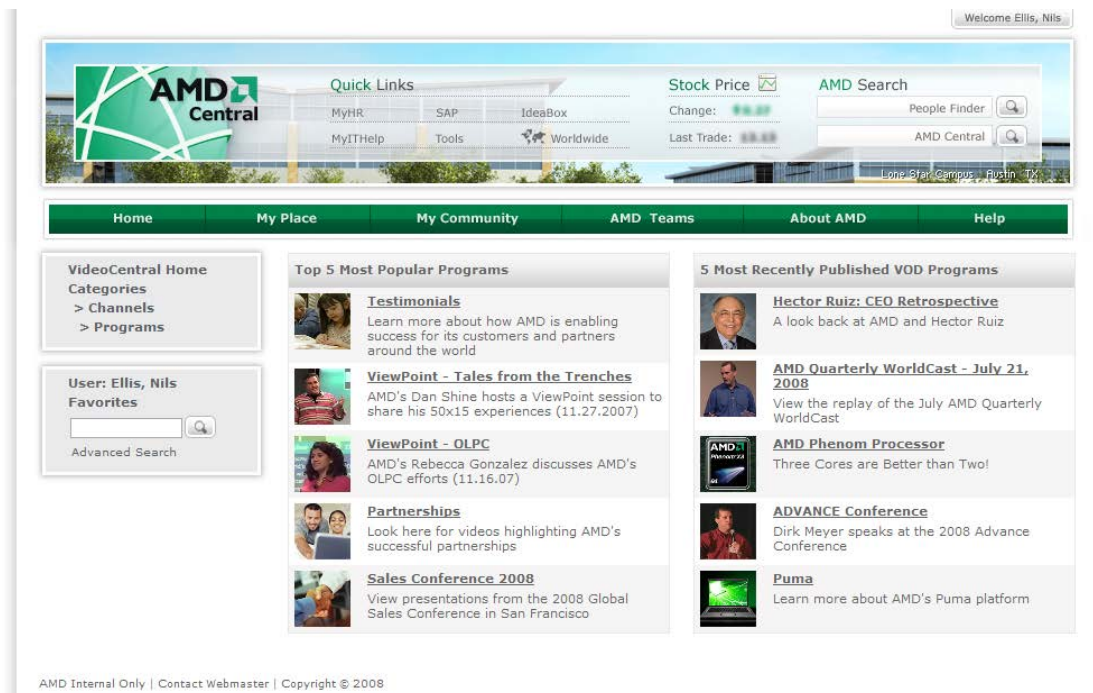 Welcome Ellis, Nils
AMD
Central
Quick Links
MyHR SAP IdeaBox
MyITHelp Tools Worldwide
Stock Price
Change:
Last Trade:
AMD Search
People Finder
AMD Central
Lone Star Campus Austin TX
Home My Place My Community AMD Teams About AMD Help
VideoCentral Home
Categories
> Channels
> Programs
User: Ellis, Nils
Favorites
Advanced Search
Top 5 Most Popular Programs
Testimonials
Learn more about how AMD is enabling
success for its customers and partners
around the world
ViewPoint - Tales from the Trenches
AMD's Dan Shine hosts a ViewPoint session to
share his 50x15 experiences (11.27.2007)
ViewPoint - OLPC
AMD's Rebecca Gonzalez discusses AMD's
OLPC efforts (11.16.07)
Partnerships
Look here for videos highlighting AMD's
successful partnerships
Sales Conference 2008
View presentations from the 2008 Global
Sales Conference in San Francisco
5 Most Recently Published VOD Programs
Hector Ruiz: CEO Retrospective
A look back at AMD and Hector Ruiz
AMD Quarterly WorldCast - July 21,
2008
View the replay of the July AMD Quarterly
WorldCast
AMD
Phenom X3
64
AMD Phenom Processor
Three Cores are Better than Two!
ADVANCE Conference
Dirk Meyer speaks at the 2008 Advance
Conference
Puma
Learn more about AMD's Puma platform
AMD Internal Only | Contact Webmaster | Copyright © 2008